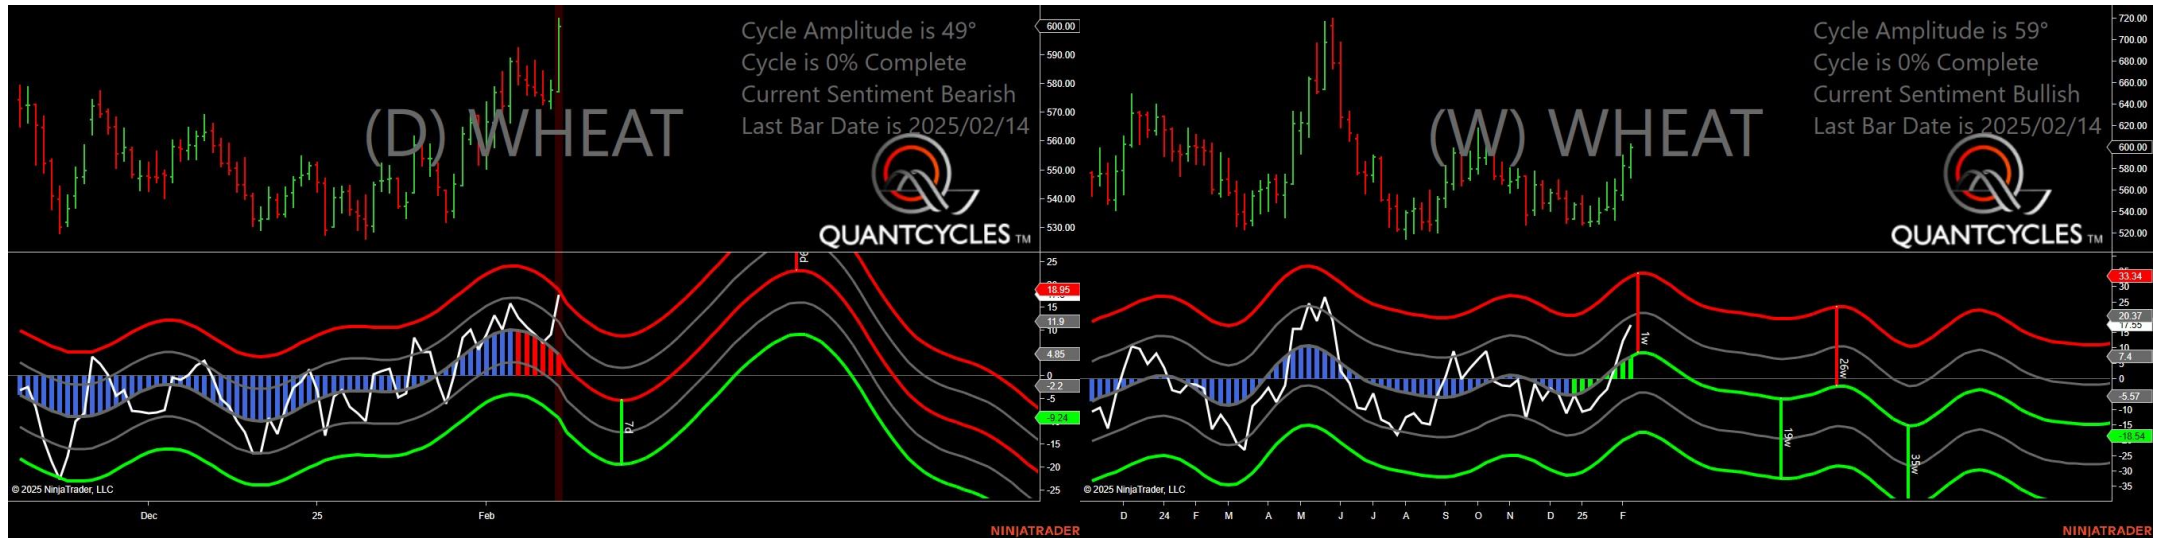 Cycle Amplitude is 49°
Cycle is 0% Complete
Current Sentiment Bearish
Last Bar Date is 2025/02/14
(D) WHEAT
QUANTCYCLES TM
600.00
590.00
580.00
570.00
560.00
550.00
540.00
530.00
25
18.95
15
11.9
10
4.85
0
-2.2
-5
-9.24
-15
-20
-25
9d
7d
© 2025 NinjaTrader, LLC
Dec
25
Feb
NINJATRADER
Cycle Amplitude is 59°
Cycle is 0% Complete
Current Sentiment Bullish
Last Bar Date is 2025/02/14
(W) WHEAT
QUANTCYCLES TM
720.00
700.00
680.00
660.00
640.00
620.00
600.00
580.00
560.00
540.00
520.00
33.34
30
25
20.37
17.55
10
7.4
5
0
-5.57
-10
-15
-18.54
-25
-30
-35
1w
26w
19w
35w
© 2025 NinjaTrader, LLC
D 24 F M A M J J A S O N D 25 F
NINJATRADER